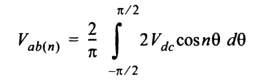 V_{ab(n)} = \frac{2}{\pi} \int_{-\pi/2}^{\pi/2} 2V_{dc} \cos n\theta \, d\theta